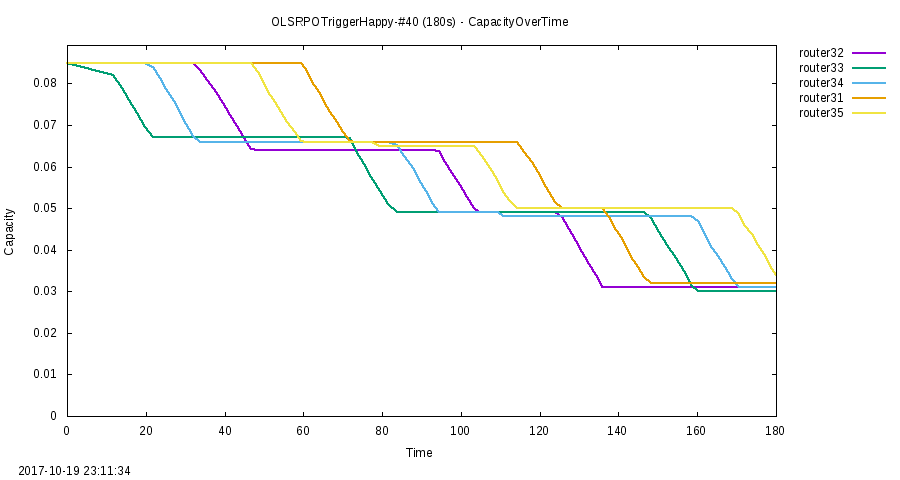 OLSRPOTriggerHappy-#40 (180s) - CapacityOverTime
router32
router33
router34
router31
router35
0.08
0.07
0.06
0.05
0.04
0.03
0.02
0.01
0
Capacity
0 20 40 60 80 100 120 140 160 180
Time
2017-10-19 23:11:34